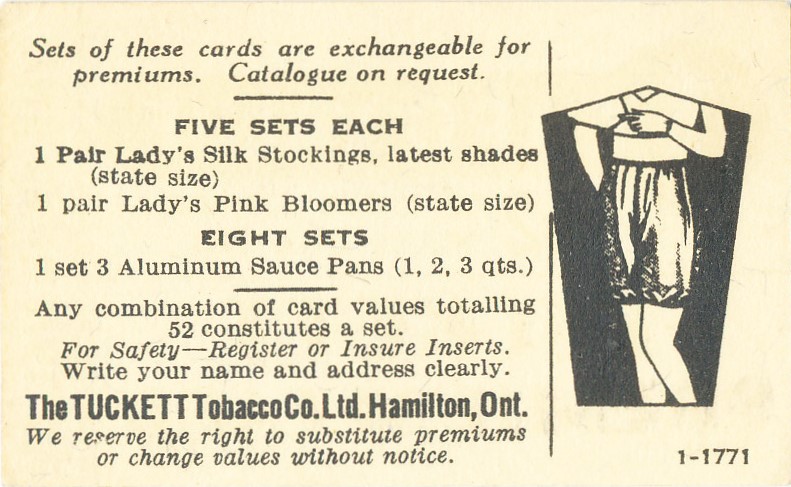 Sets of these cards are exchangeable for
premiums. Catalogue on request.
FIVE SETS EACH
1 Pair Lady's Silk Stockings, latest shades
(state size)
1 pair Lady's Pink Bloomers (state size)
EIGHT SETS
1 set 3 Aluminum Sauce Pans (1, 2, 3 qts.)
Any combination of card values totalling
52 constitutes a set.
For Safety—Register or Insure Inserts.
Write your name and address clearly.
The TUCKETT Tobacco Co. Ltd. Hamilton, Ont.
We reserve the right to substitute premiums
or change values without notice.
1-1771